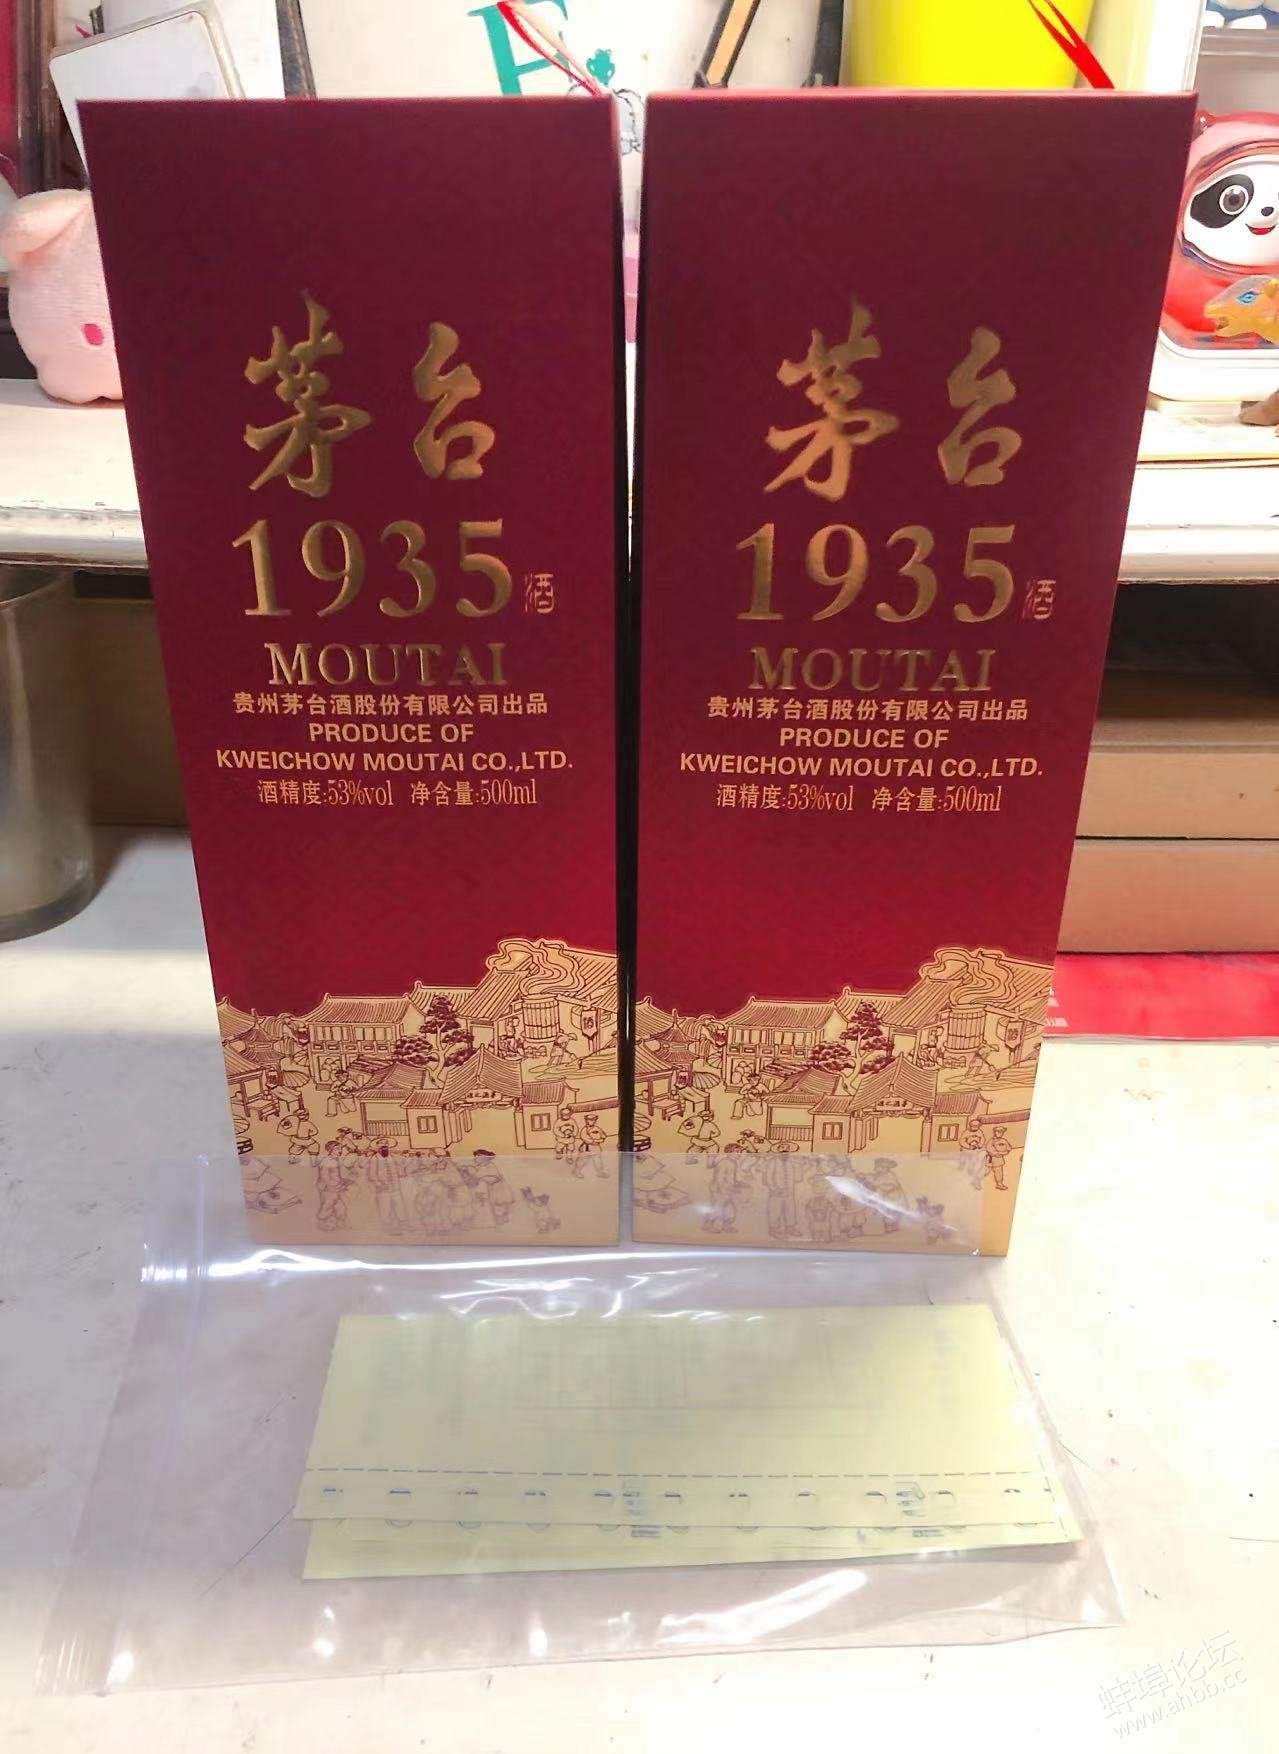 E
茅台
1935酒
MOUTAI
贵州茅台酒股份有限公司出品
PRODUCE OF
KWEICHOW MOUTAI CO.,LTD.
酒精度:53%vol 净含量:500ml
茅台
1935酒
MOUTAI
贵州茅台酒股份有限公司出品
PRODUCE OF
KWEICHOW MOUTAI CO.,LTD.
酒精度:53%vol 净含量:500ml
蚌埠论坛
www.ahbb.cc